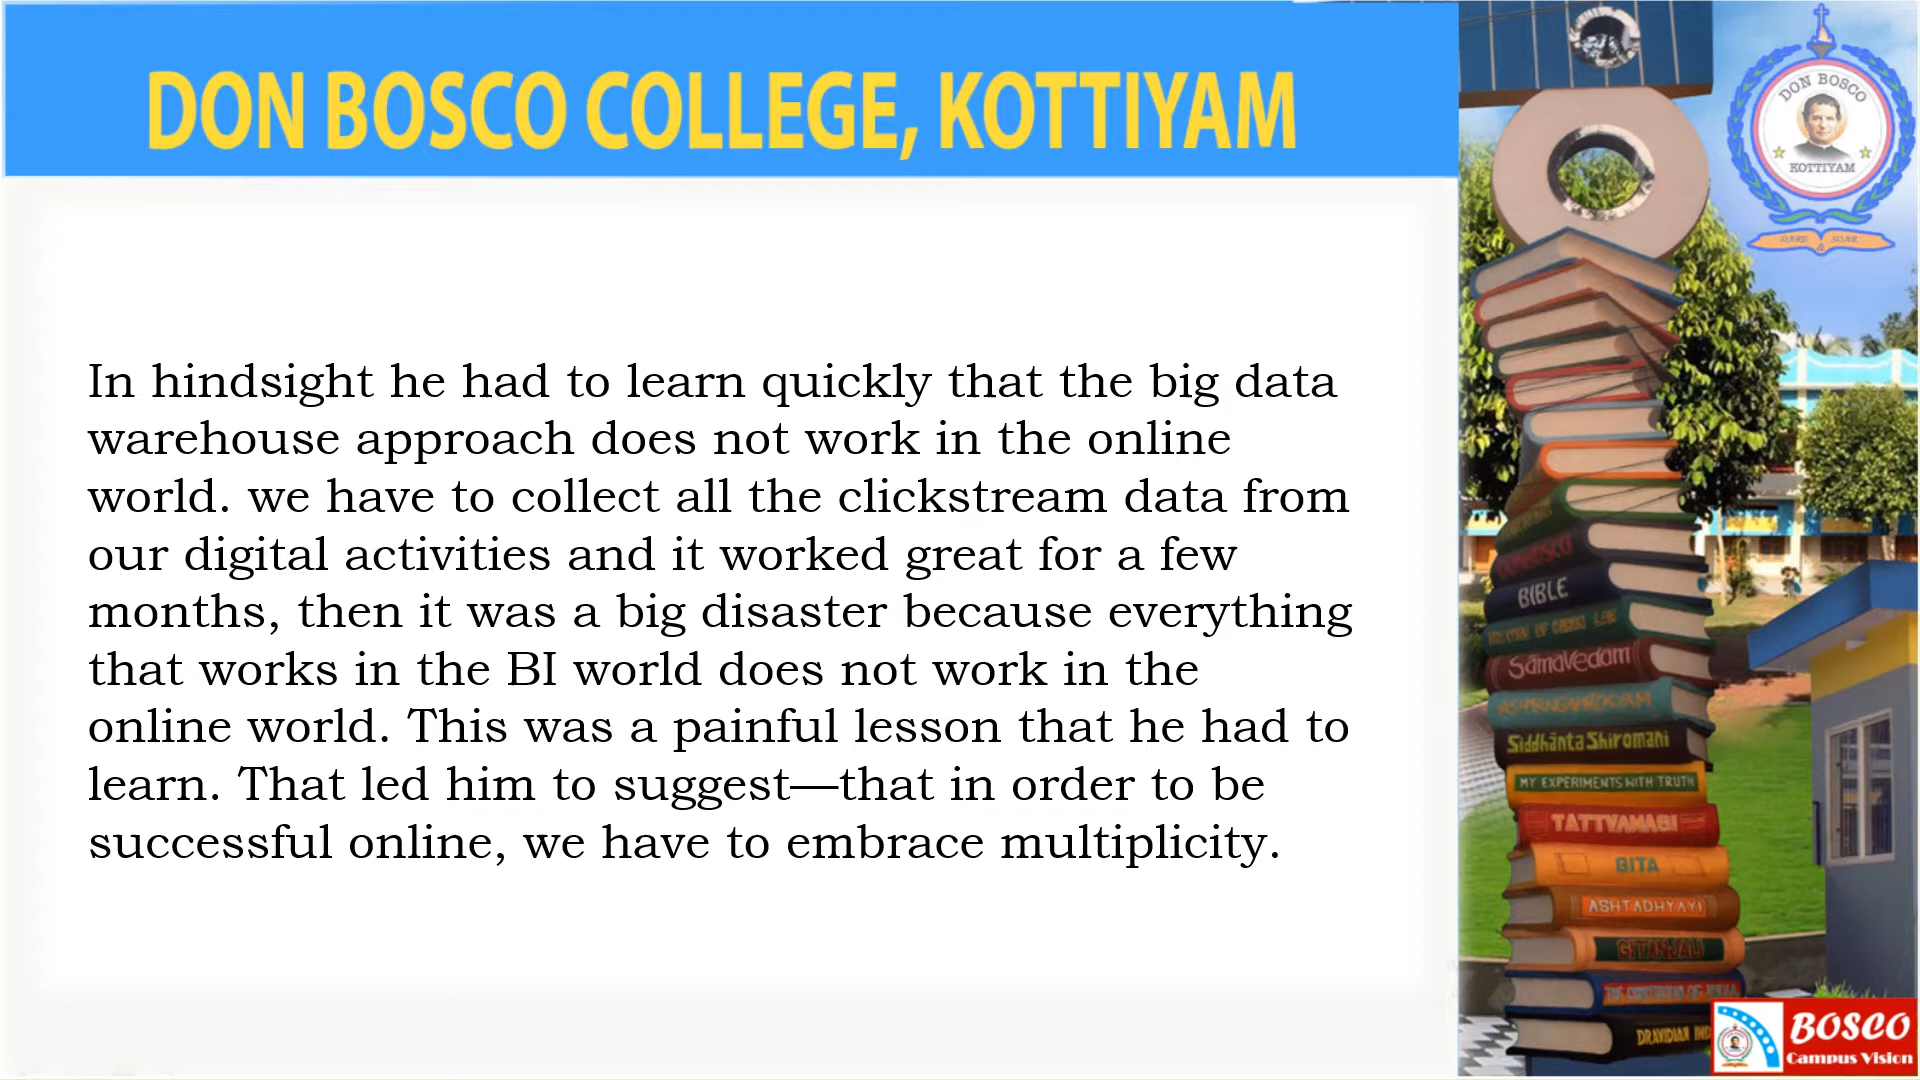 DON BOSCO COLLEGE, KOTTIYAM
DON BOSCO
KOTTIYAM
In hindsight he had to learn quickly that the big data
warehouse approach does not work in the online
world. we have to collect all the clickstream data from
our digital activities and it worked great for a few
months, then it was a big disaster because everything
that works in the BI world does not work in the
online world. This was a painful lesson that he had to
learn. That led him to suggest—that in order to be
successful online, we have to embrace multiplicity.
BIBLE
SāmaVedam
Siddhānta Shiromani
MY EXPERIMENTS WITH TRUTH
TATTVAMASI
GITA
ASHTADHYAYI
GITANJALI
DRAVIDIAN
BOSCO
Campus Vision